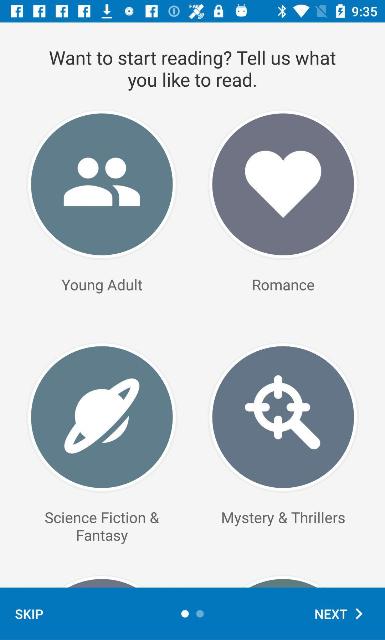 9:35
Want to start reading? Tell us what
you like to read.
Young Adult
Romance
Science Fiction &
Fantasy
Mystery & Thrillers
SKIP
NEXT